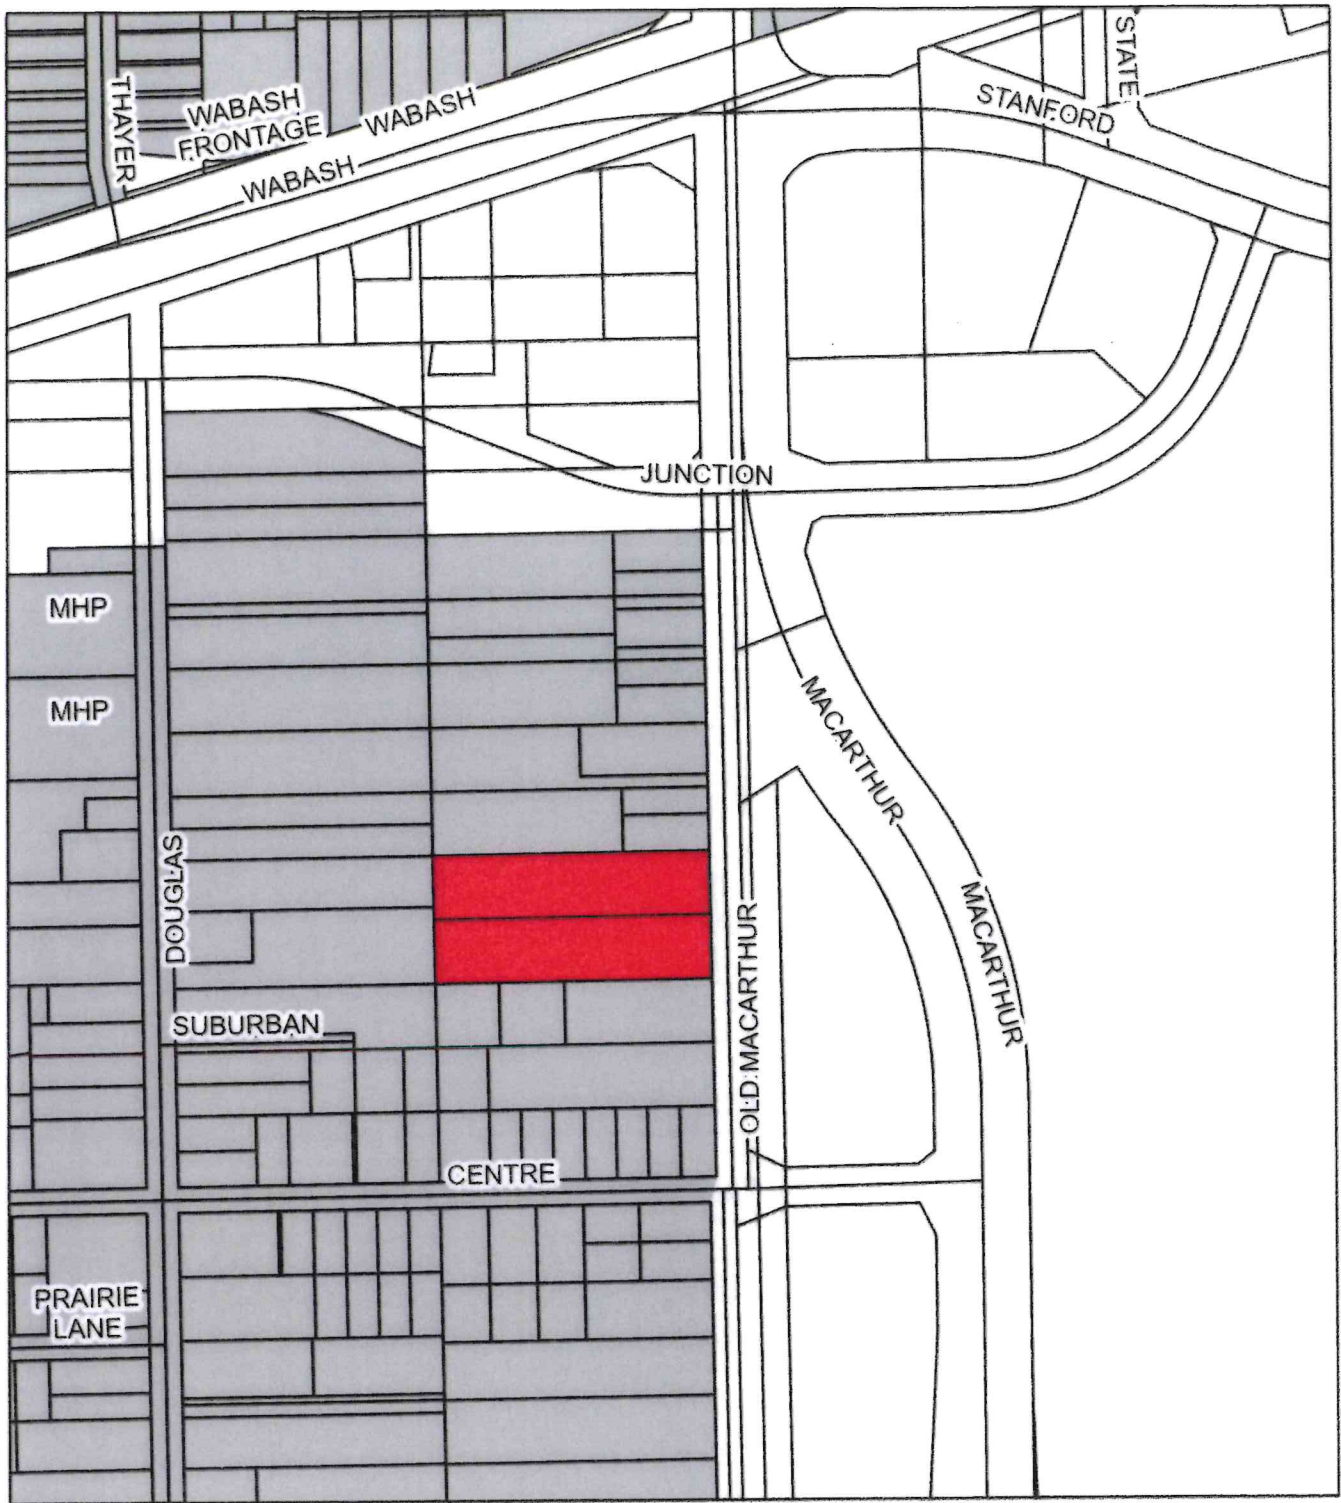 STATE
THAYER
WABASH
FRONTAGE
WABASH
STANFORD
WABASH
JUNCTION
MHP
MHP
MACARTHUR
DOUGLAS
MACARTHUR
OLD MACARTHUR
SUBURBAN
CENTRE
PRAIRIE
LANE